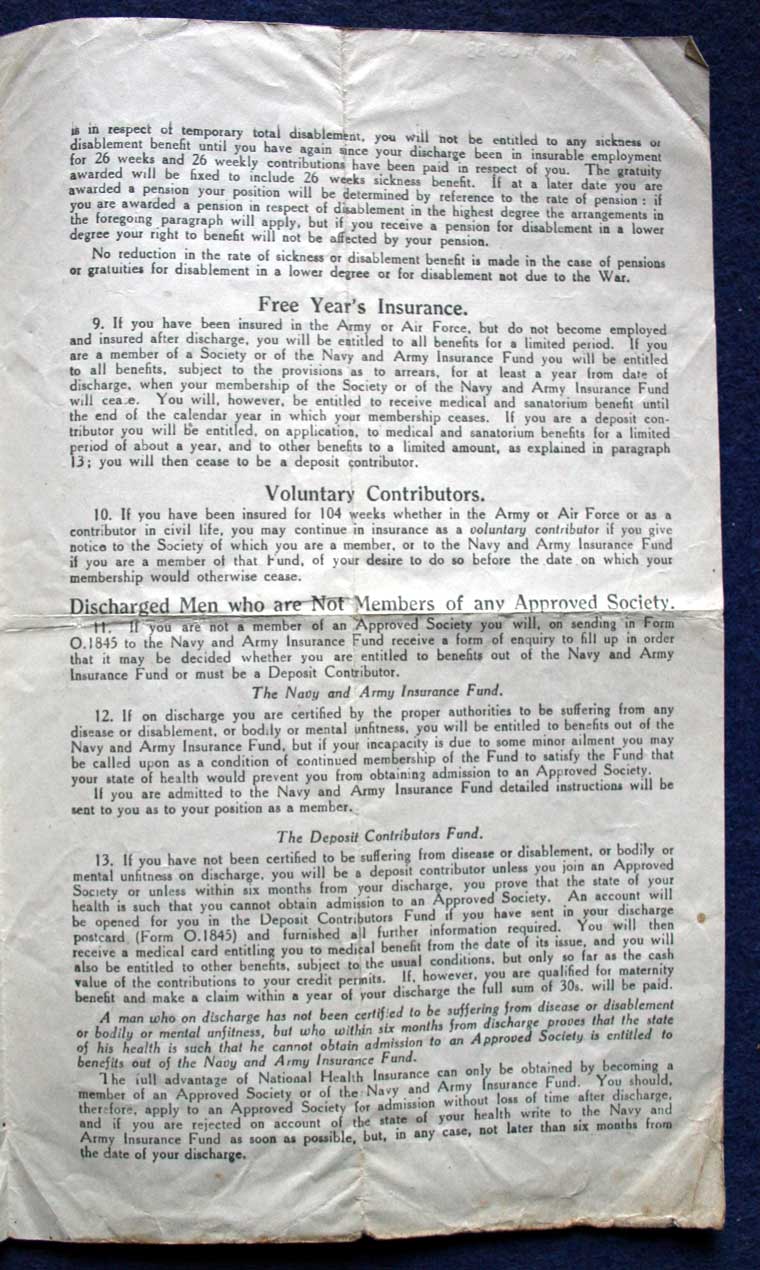 is in respect of temporary total disablement, you will not be entitled to any sickness or
disablement benefit until you have again since your discharge been in insurable employment
for 26 weeks and 26 weekly contributions have been paid in respect of you. The gratuity
awarded will be fixed to include 26 weeks sickness benefit. If at a later date you are
awarded a pension your position will be determined by reference to the rate of pension : if
you are awarded a pension in respect of disablement in the highest degree the arrangements in
the foregoing paragraph will apply, but if you receive a pension for disablement in a lower
degree your right to benefit will not be affected by your pension.
No reduction in the rate of sickness or disablement benefit is made in the case of pensions
or gratuities for disablement in a lower degree or for disablement not due to the War.
Free Year's Insurance.
9. If you have been insured in the Army or Air Force, but do not become employed
and insured after discharge, you will be entitled to all benefits for a limited period. If you
are a member of a Society or of the Navy and Army Insurance Fund you will be entitled
to all benefits, subject to the provisions as to arrears, for at least a year from date of
discharge, when your membership of the Society or of the Navy and Army Insurance Fund
will cease. You will, however, be entitled to receive medical and sanatorium benefit until
the end of the calendar year in which your membership ceases. If you are a deposit con-
tributor you will be entitled, on application, to medical and sanatorium benefits for a limited
period of about a year, and to other benefits to a limited amount, as explained in paragraph
13; you will then cease to be a deposit contributor.
Voluntary Contributors.
10. If you have been insured for 104 weeks whether in the Army or Air Force or as a
contributor in civil life, you may continue in insurance as a voluntary contributor if you give
notice to the Society of which you are a member, or to the Navy and Army Insurance Fund
if you are a member of that Fund, of your desire to do so before the date on which your
membership would otherwise cease.
Discharged Men who are Not Members of any Approved Society.
11. If you are not a member of an Approved Society you will, on sending in Form
O.1845 to the Navy and Army Insurance Fund receive a form of enquiry to fill up in order
that it may be decided whether you are entitled to benefits out of the Navy and Army
Insurance Fund or must be a Deposit Contributor.
The Navy and Army Insurance Fund.
12. If on discharge you are certified by the proper authorities to be suffering from any
disease or disablement, or bodily or mental unfitness, you will be entitled to benefits out of the
Navy and Army Insurance Fund, but if your incapacity is due to some minor ailment you may
be called upon as a condition of continued membership of the Fund to satisfy the Fund that
your state of health would prevent you from obtaining admission to an Approved Society.
If you are admitted to the Navy and Army Insurance Fund detailed instructions will be
sent to you as to your position as a member.
The Deposit Contributors Fund.
13. If you have not been certified to be suffering from disease or disablement, or bodily or
mental unfitness on discharge, you will be a deposit contributor unless you join an Approved
Society or unless within six months from your discharge, you prove that the state of your
health is such that you cannot obtain admission to an Approved Society. An account will
be opened for you in the Deposit Contributors Fund if you have sent in your discharge
postcard (Form O.1845) and furnished all further information required. You will then
receive a medical card entitling you to medical benefit from the date of its issue, and you will
also be entitled to other benefits, subject to the usual conditions, but only so far as the cash
value of the contributions to your credit permits. If, however, you are qualified for maternity
benefit and make a claim within a year of your discharge the full sum of 30s. will be paid.
A man who on discharge has not been certified to be suffering from disease or disablement
or bodily or mental unfitness, but who within six months from discharge proves that the state
of his health is such that he cannot obtain admission to an Approved Society is entitled to
benefits out of the Navy and Army Insurance Fund.
The full advantage of National Health Insurance can only be obtained by becoming a
member of an Approved Society or of the Navy and Army Insurance Fund. You should,
therefore, apply to an Approved Society for admission without loss of time after discharge,
and if you are rejected on account of the state of your health write to the Navy and
Army Insurance Fund as soon as possible, but, in any case, not later than six months from
the date of your discharge.